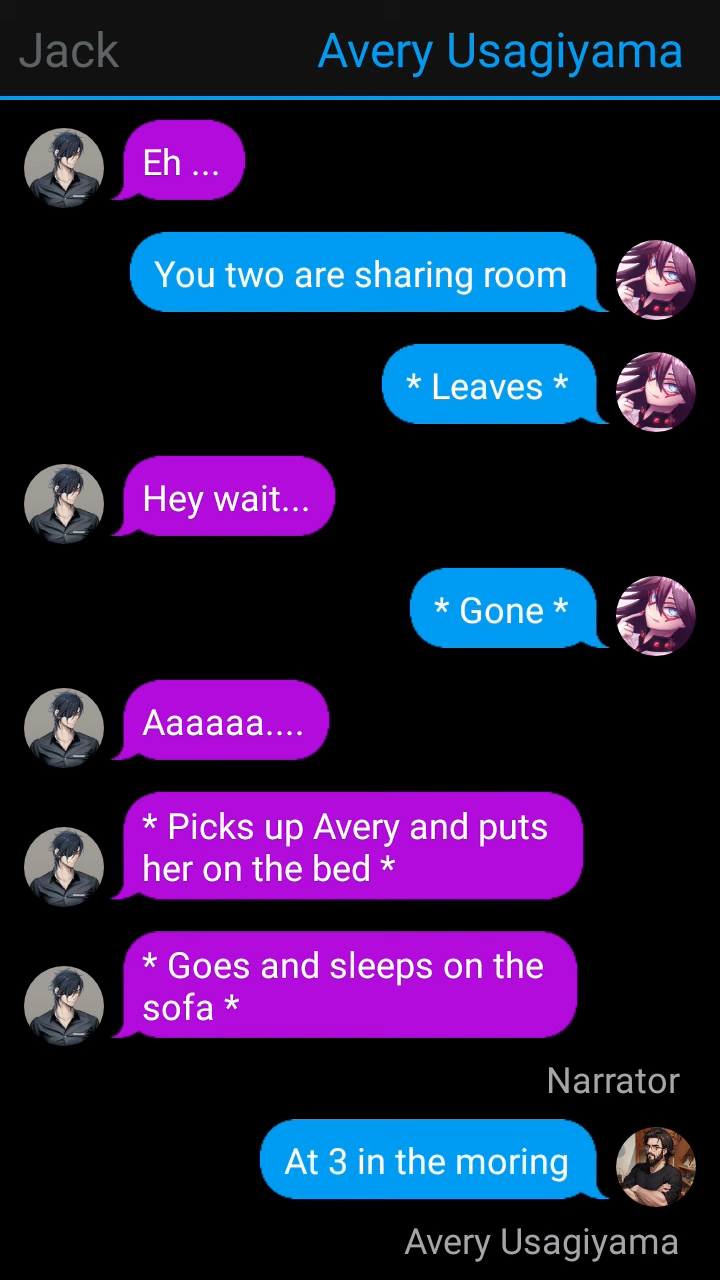 Jack
Avery Usagiyama
Eh ...
You two are sharing room
* Leaves *
Hey wait...
* Gone *
Aaaaaa....
* Picks up Avery and puts
her on the bed *
* Goes and sleeps on the
sofa *
Narrator
At 3 in the moring
Avery Usagiyama